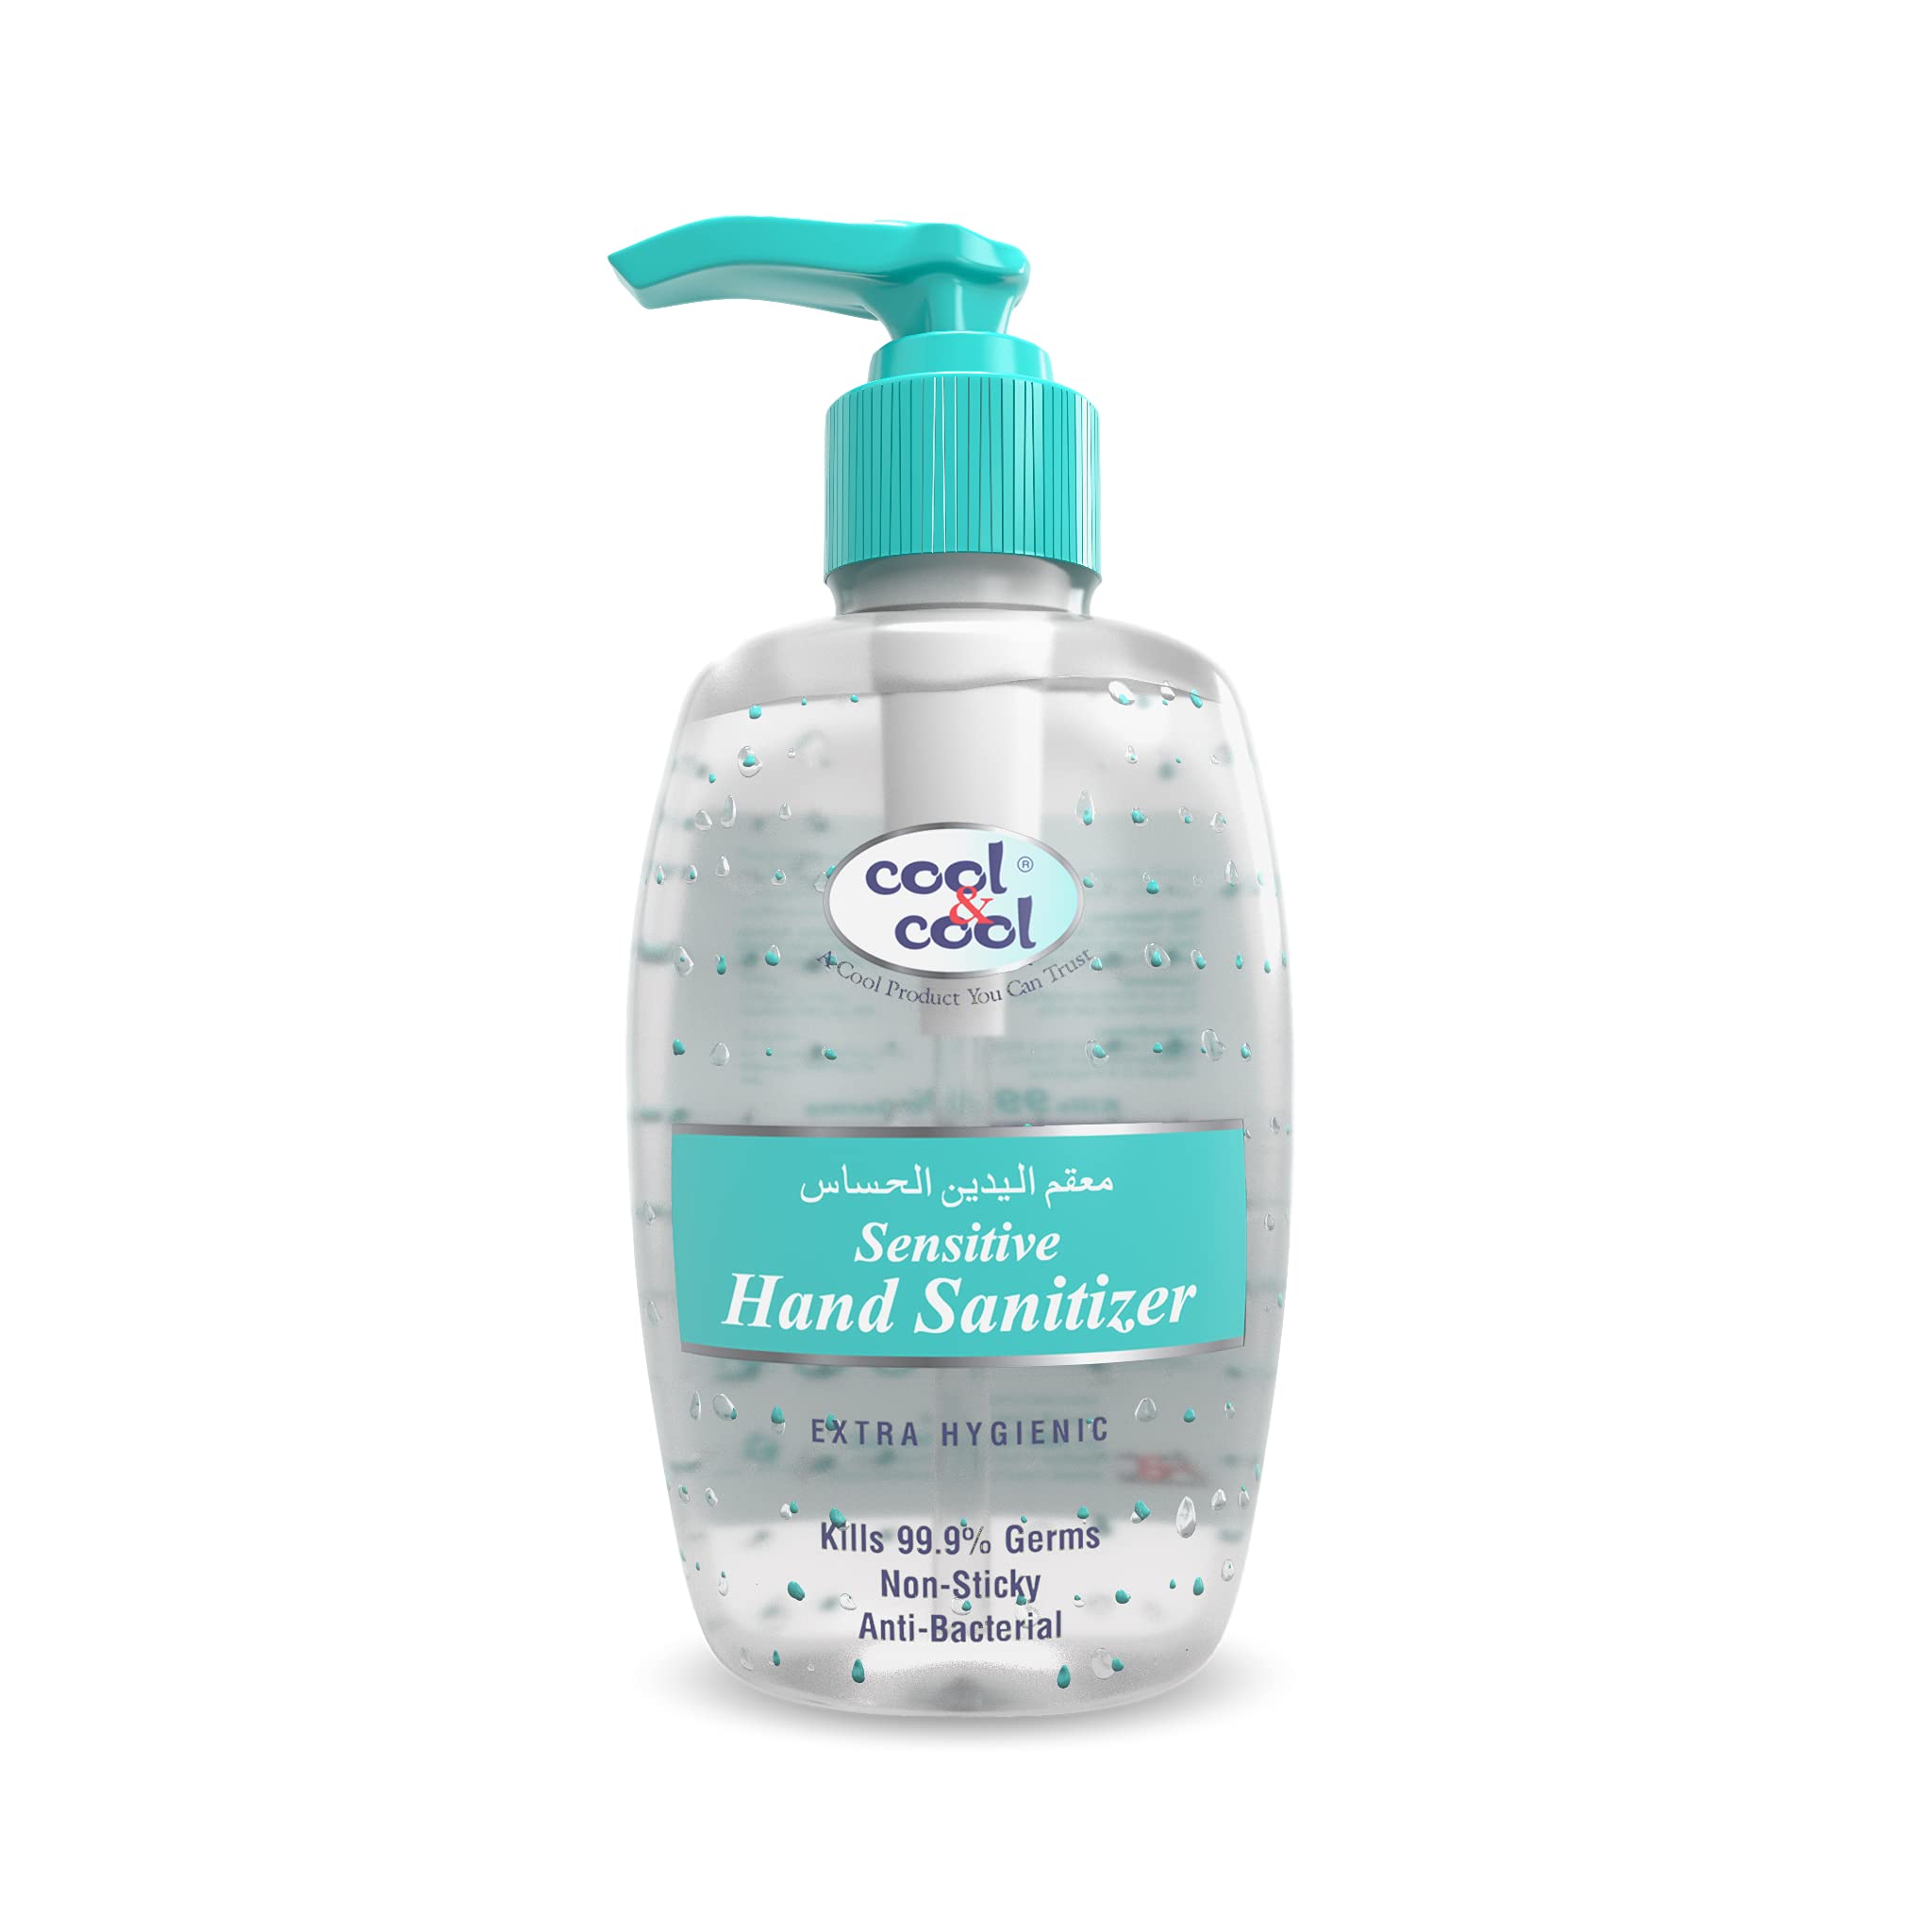 cool®
&
cool
A Cool Product You Can Trust
معقم اليدين الحساس
Sensitive
Hand Sanitizer
EXTRA HYGIENIC
Kills 99.9% Germs
Non-Sticky
Anti-Bacterial